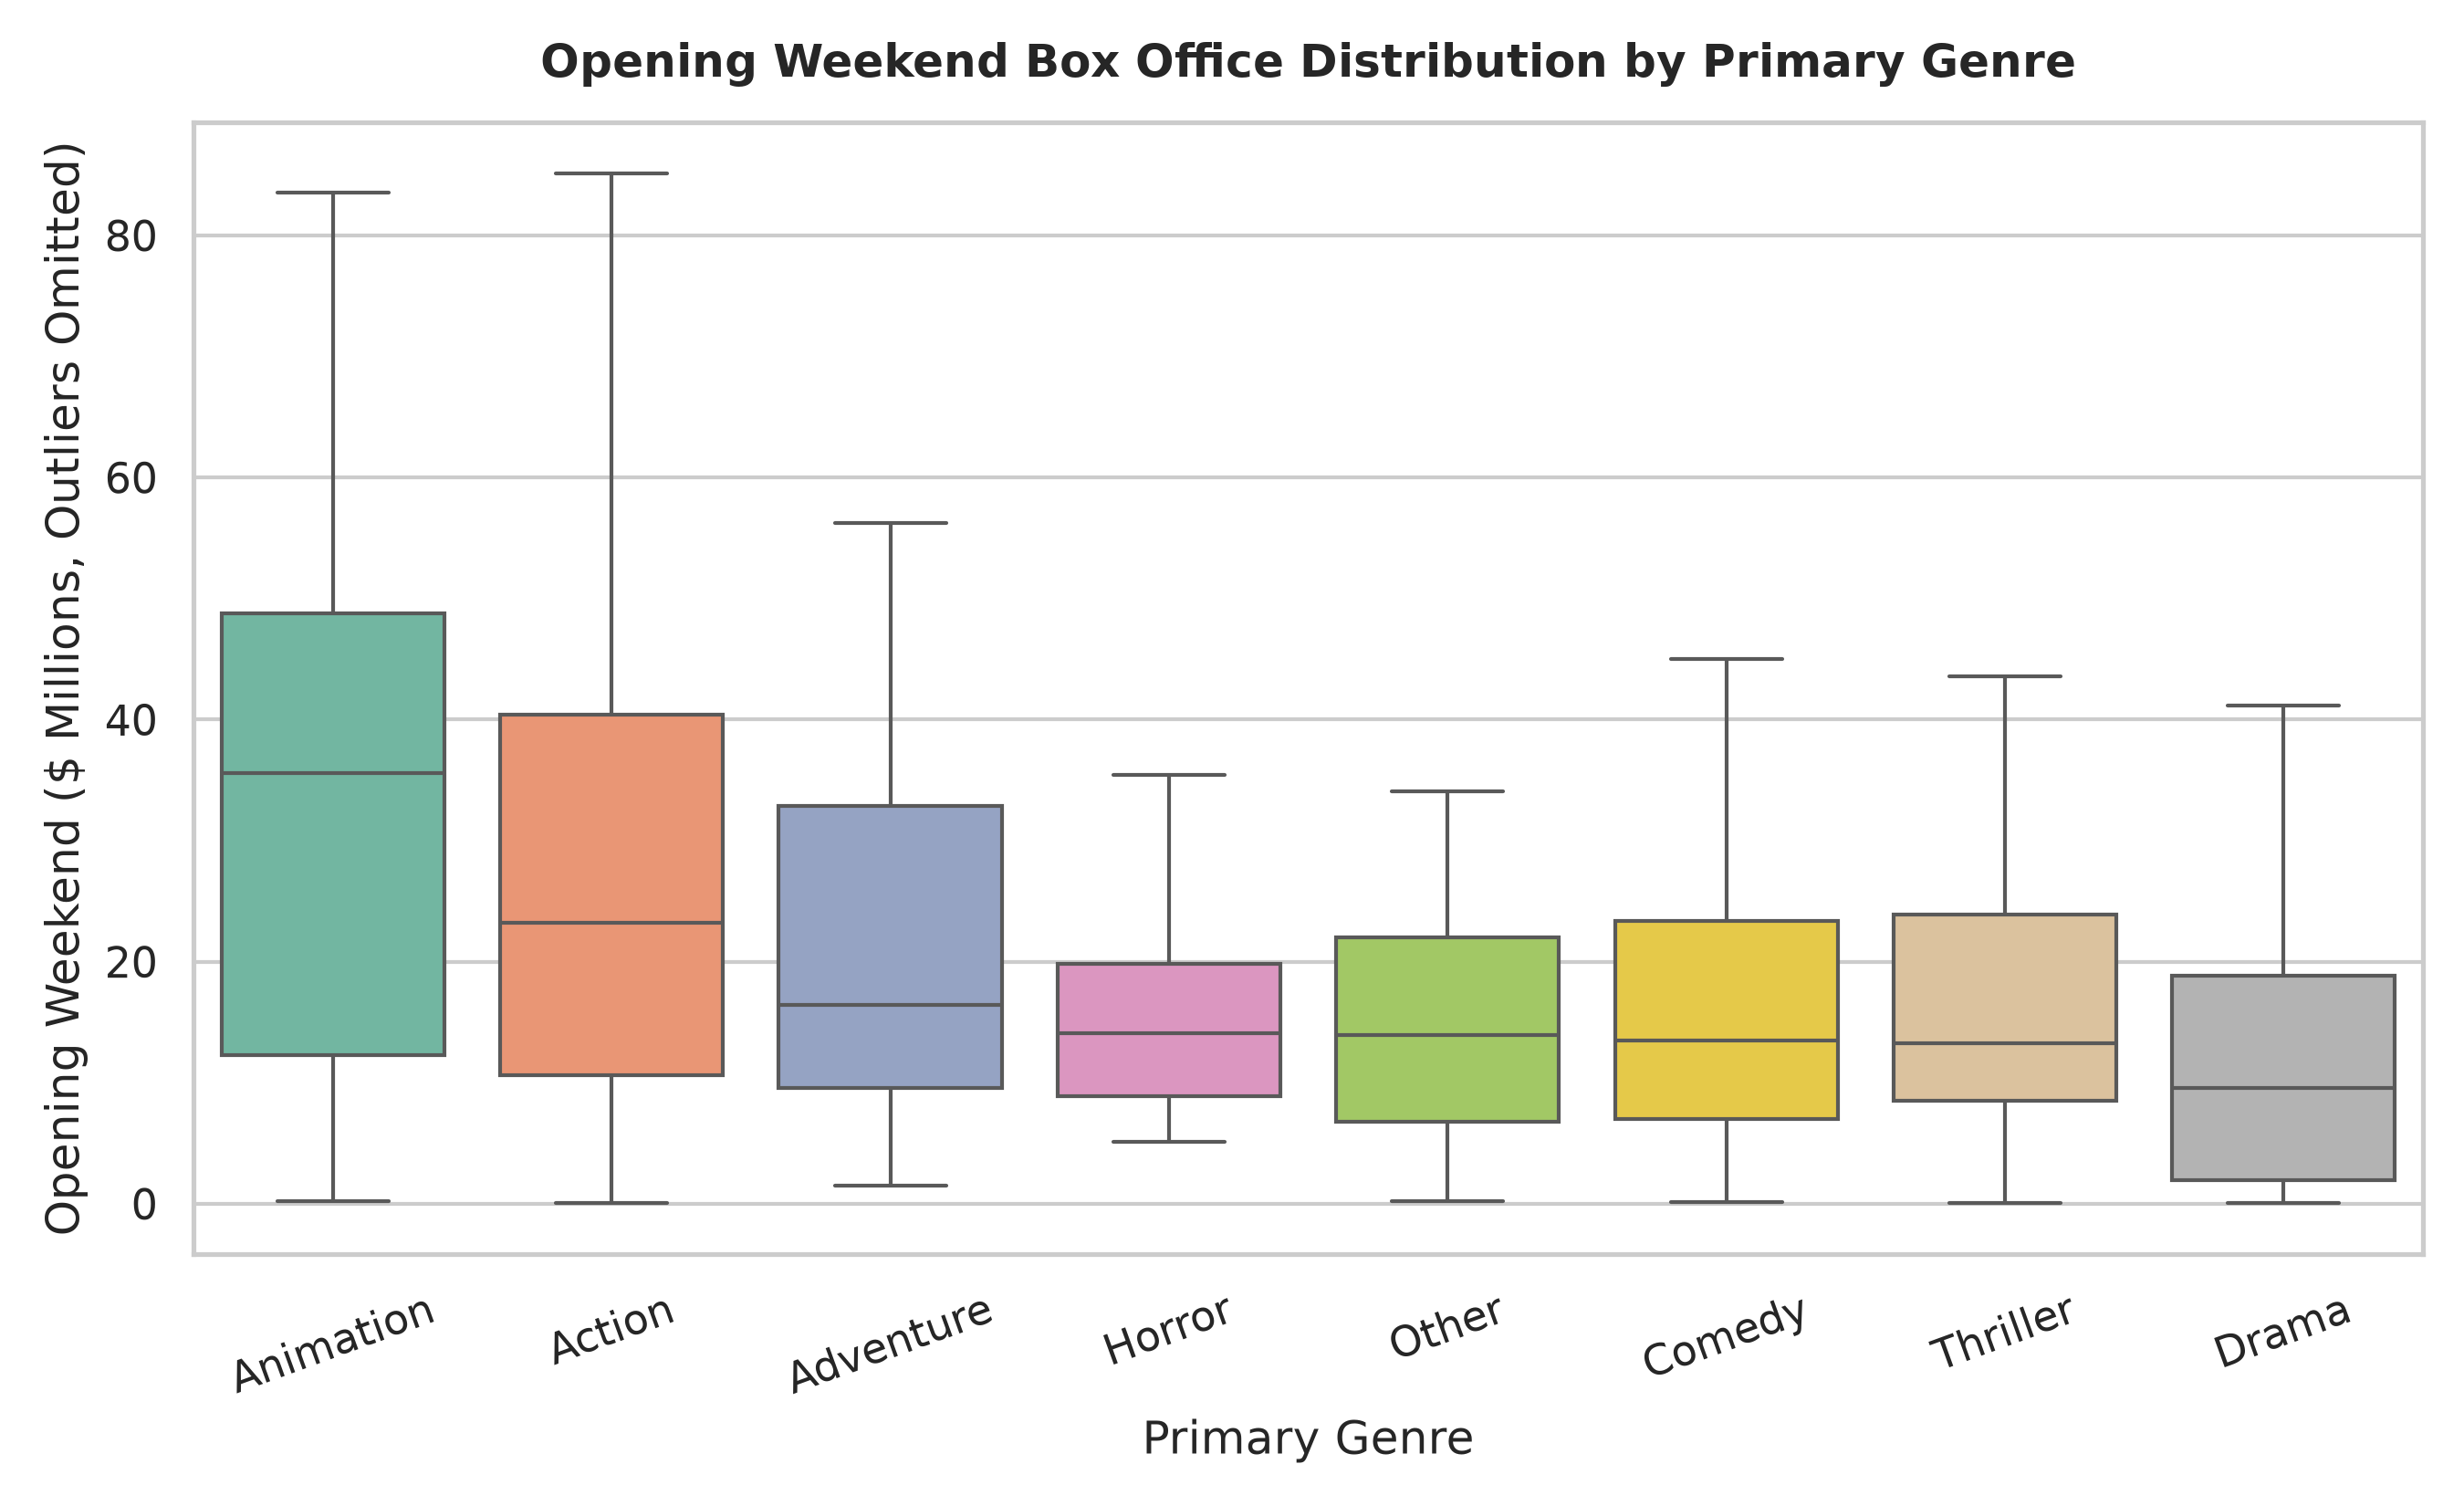 Opening Weekend Box Office Distribution by Primary Genre
Opening Weekend ($ Millions, Outliers Omitted)
80
60
40
20
0
Animation
Action
Adventure
Horror
Other
Comedy
Thriller
Drama
Primary Genre